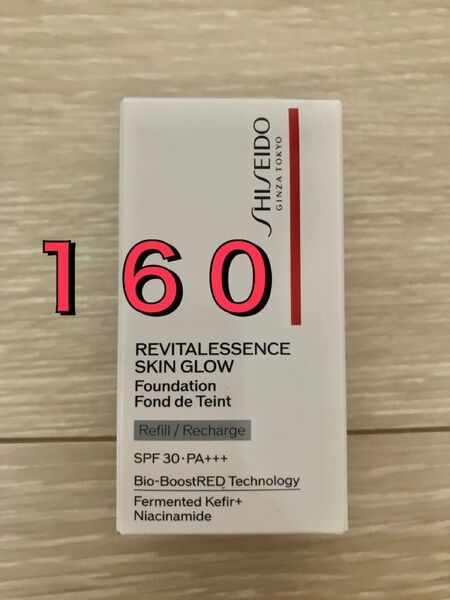 SHISEIDO
GINZA TOKYO
160
REVITALESSENCE
SKIN GLOW
Foundation
Fond de Teint
Refill / Recharge
SPF 30・PA+++
Bio-BoostRED Technology
Fermented Kefir+
Niacinamide